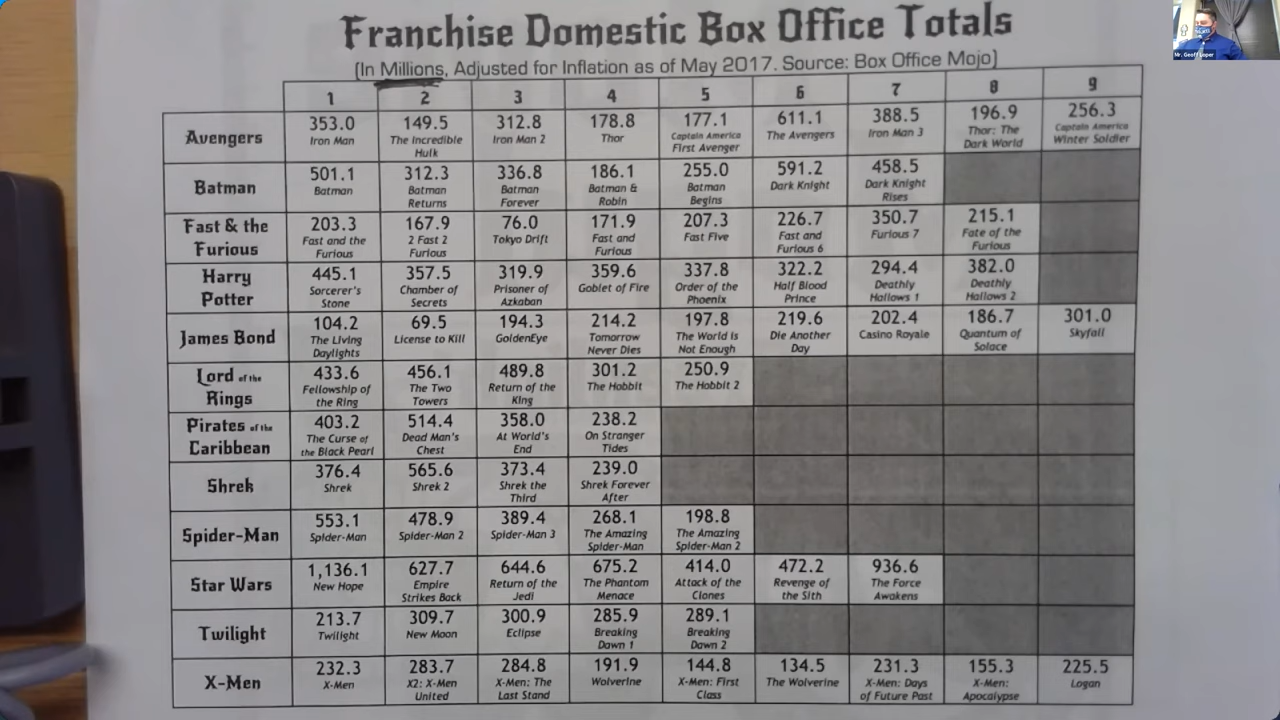 Franchise Domestic Box Office Totals
(In Millions, Adjusted for Inflation as of May 2017. Source: Box Office Mojo)
1 2 3 4 5 6 7 8 9
Avengers
353.0 Iron Man
149.5 The Incredible Hulk
312.8 Iron Man 2
178.8 Thor
177.1 Captain America First Avenger
611.1 The Avengers
388.5 Iron Man 3
196.9 Thor: The Dark World
256.3 Captain America Winter Soldier
Batman
501.1 Batman
312.3 Batman Returns
336.8 Batman Forever
186.1 Batman & Robin
255.0 Batman Begins
591.2 Dark Knight
458.5 Dark Knight Rises
Fast & the Furious
203.3 Fast and the Furious
167.9 2 Fast 2 Furious
76.0 Tokyo Drift
171.9 Fast and Furious
207.3 Fast Five
226.7 Fast and Furious 6
350.7 Furious 7
215.1 Fate of the Furious
Harry Potter
445.1 Sorcerer's Stone
357.5 Chamber of Secrets
319.9 Prisoner of Azkaban
359.6 Goblet of Fire
337.8 Order of the Phoenix
322.2 Half Blood Prince
294.4 Deathly Hallows 1
382.0 Deathly Hallows 2
James Bond
104.2 The Living Daylights
69.5 License to Kill
194.3 GoldenEye
214.2 Tomorrow Never Dies
197.8 The World is Not Enough
219.6 Die Another Day
202.4 Casino Royale
186.7 Quantum of Solace
301.0 Skyfall
Lord of the Rings
433.6 Fellowship of the Ring
456.1 The Two Towers
489.8 Return of the King
301.2 The Hobbit
250.9 The Hobbit 2
Pirates of the Caribbean
403.2 The Curse of the Black Pearl
514.4 Dead Man's Chest
358.0 At World's End
238.2 On Stranger Tides
Shrek
376.4 Shrek
565.6 Shrek 2
373.4 Shrek the Third
239.0 Shrek Forever After
Spider-Man
553.1 Spider-Man
478.9 Spider-Man 2
389.4 Spider-Man 3
268.1 The Amazing Spider-Man
198.8 The Amazing Spider-Man 2
Star Wars
1,136.1 New Hope
627.7 Empire Strikes Back
644.6 Return of the Jedi
675.2 The Phantom Menace
414.0 Attack of the Clones
472.2 Revenge of the Sith
936.6 The Force Awakens
Twilight
213.7 Twilight
309.7 New Moon
300.9 Eclipse
285.9 Breaking Dawn 1
289.1 Breaking Dawn 2
X-Men
232.3 X-Men
283.7 X2: X-Men United
284.8 X-Men: The Last Stand
191.9 Wolverine
144.8 X-Men: First Class
134.5 The Wolverine
231.3 X-Men: Days of Future Past
155.3 X-Men: Apocalypse
225.5 Logan
Mr. Geoff